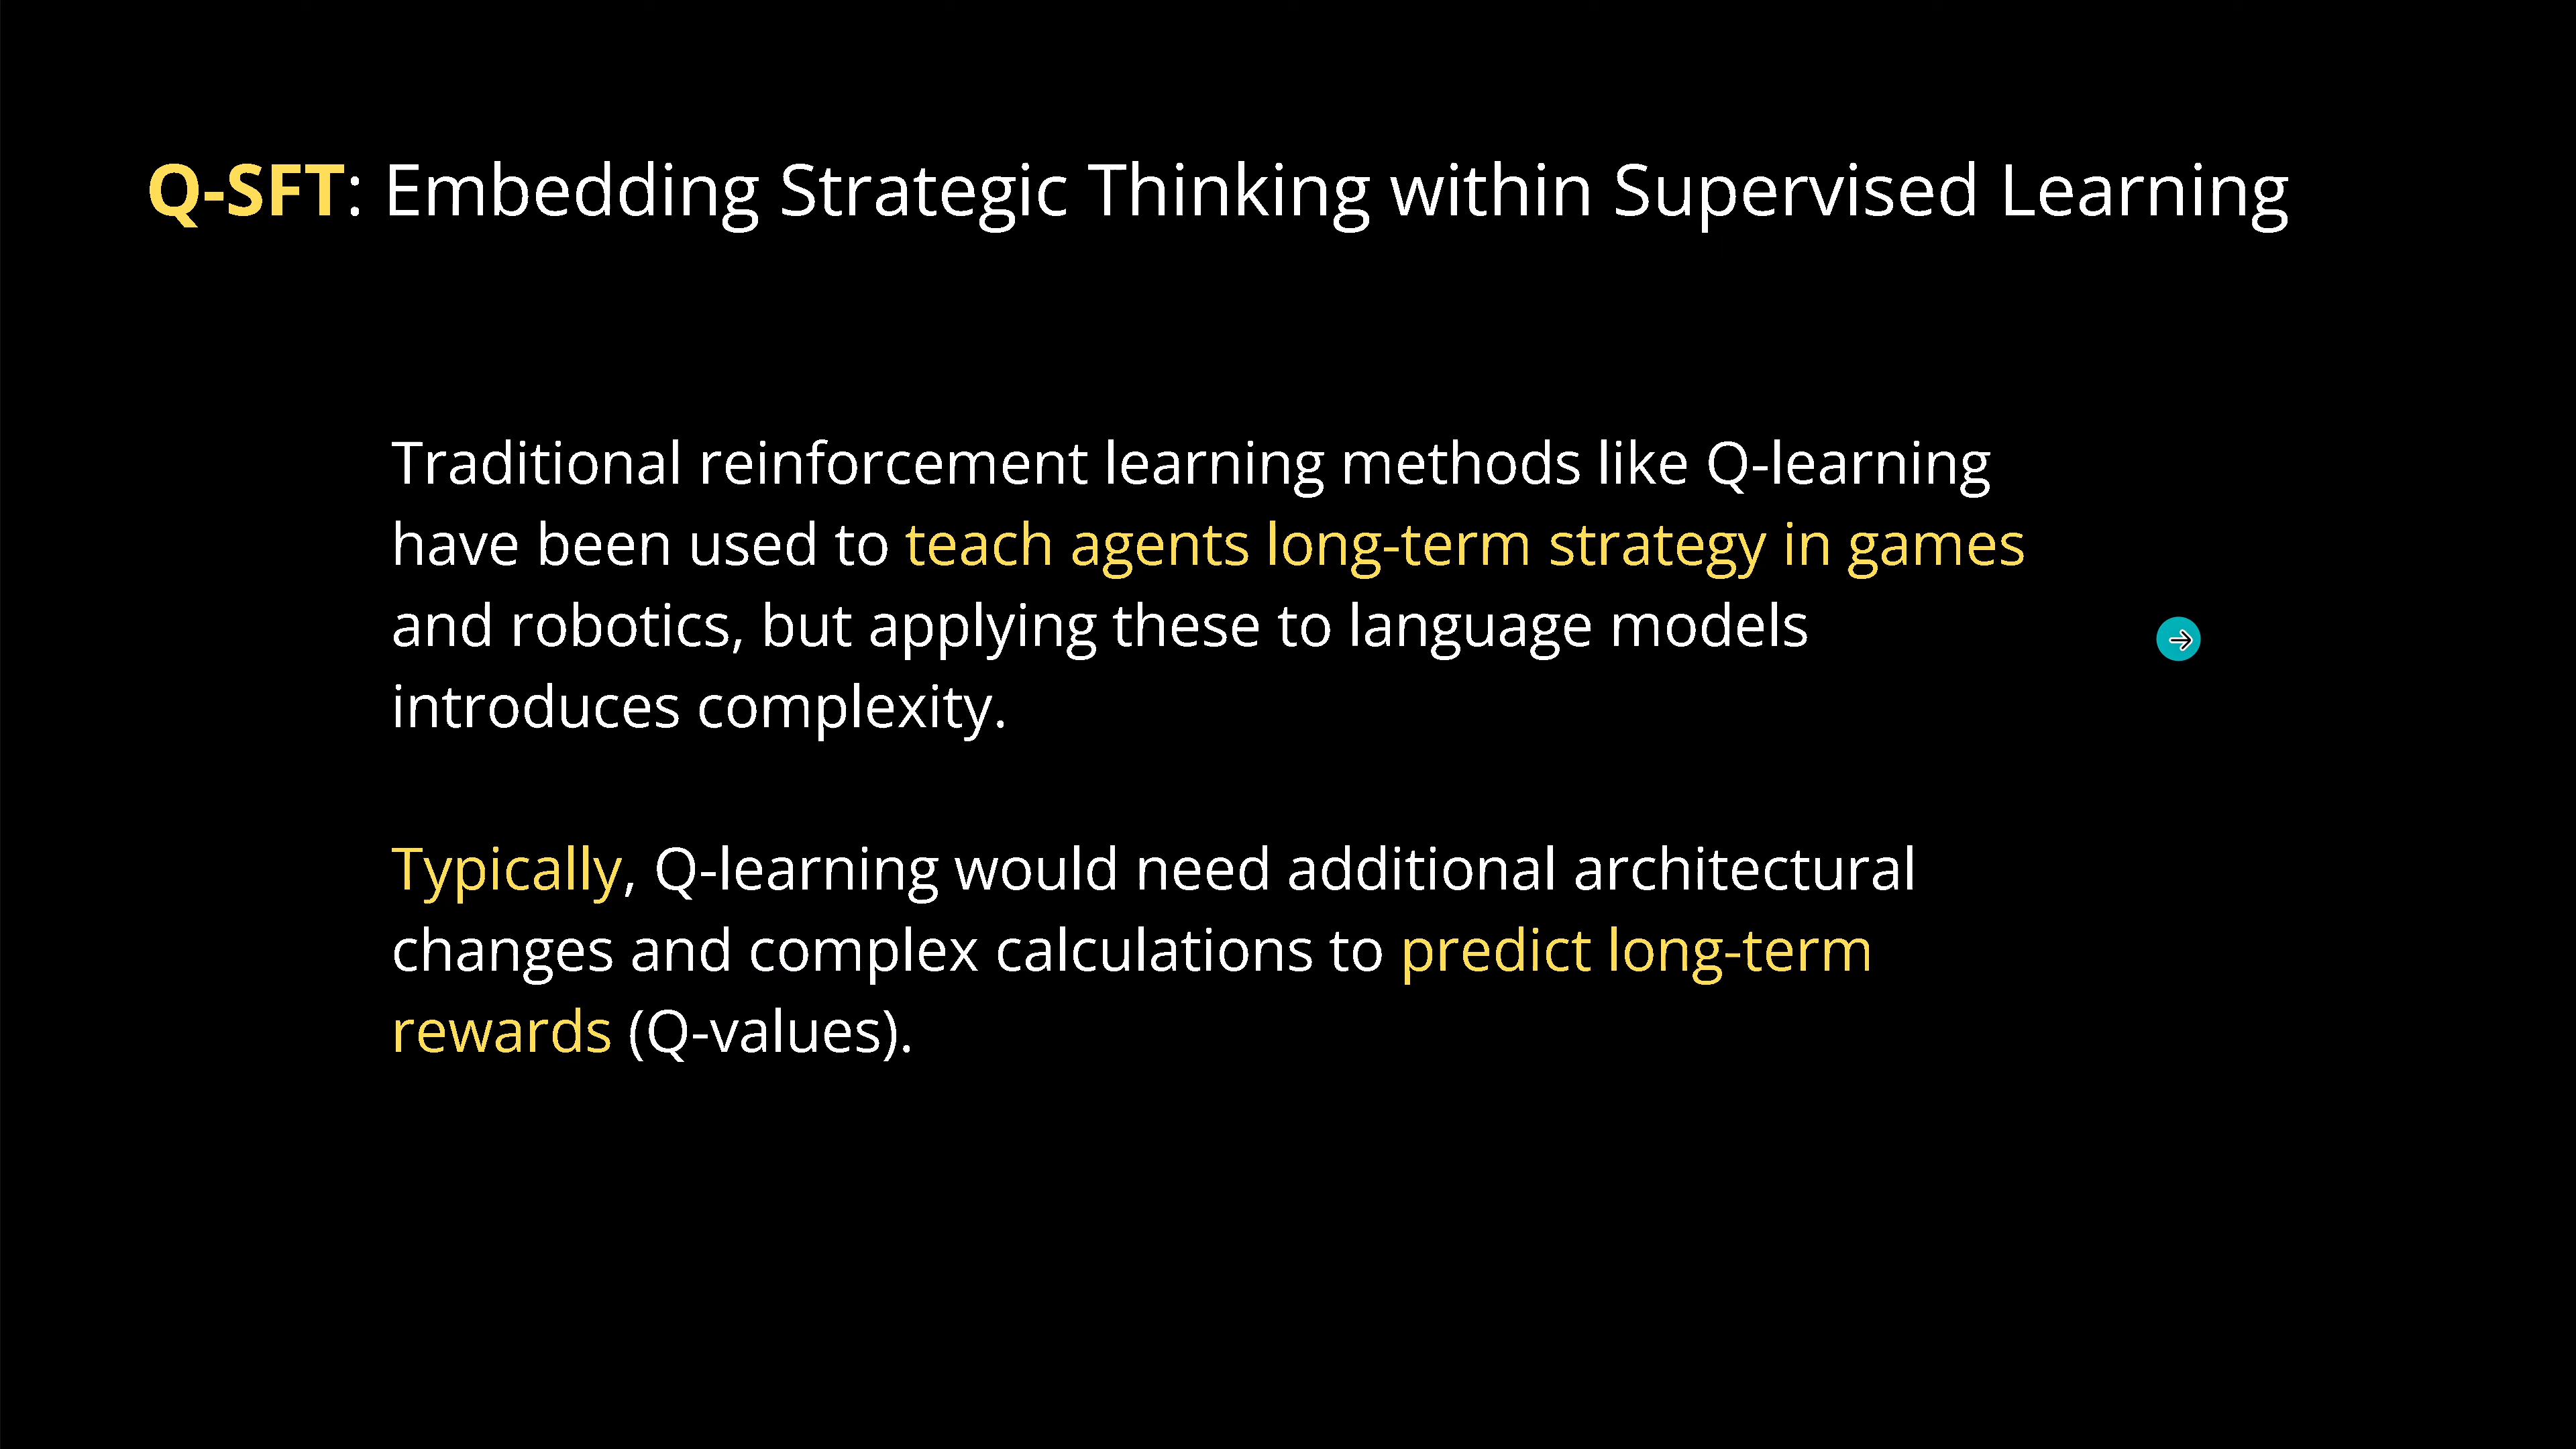 Q-SFT: Embedding Strategic Thinking within Supervised Learning
Traditional reinforcement learning methods like Q-learning
have been used to teach agents long-term strategy in games
and robotics, but applying these to language models
introduces complexity.
Typically, Q-learning would need additional architectural
changes and complex calculations to predict long-term
rewards (Q-values).